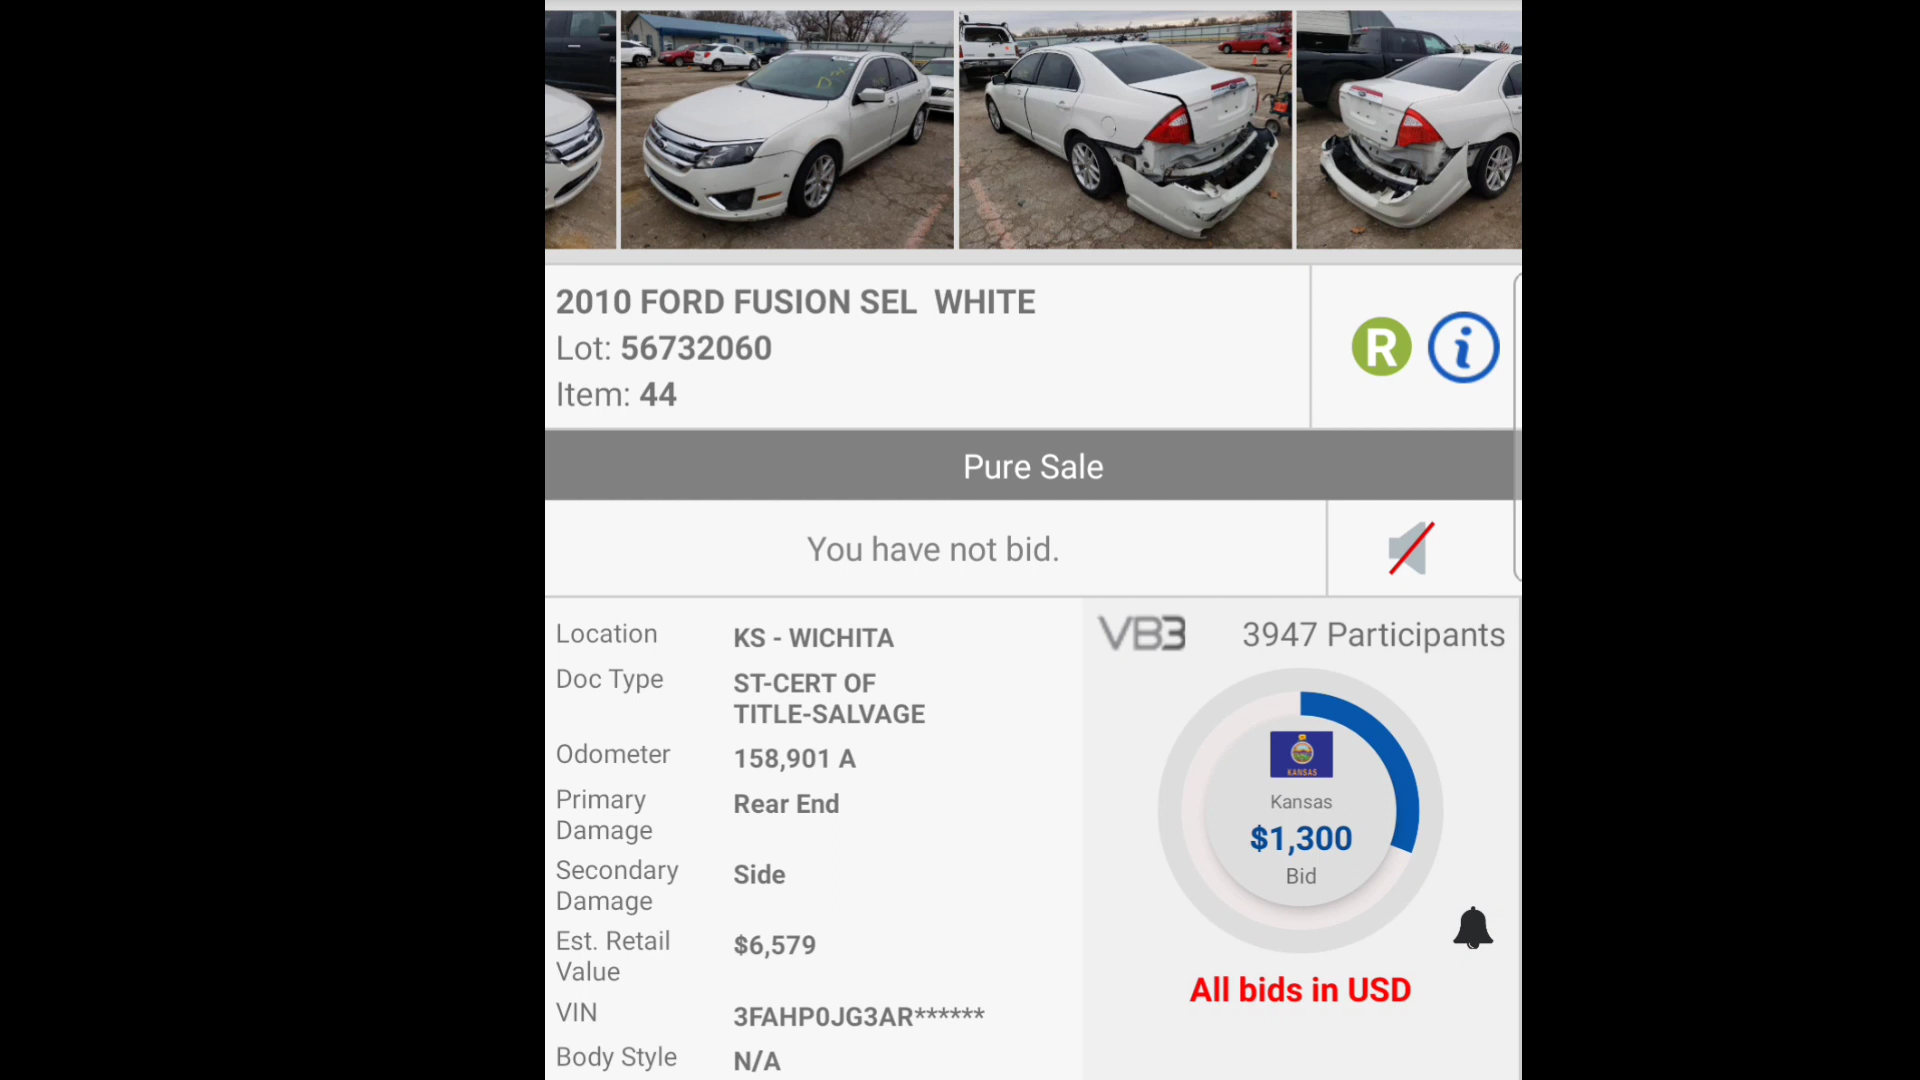 2010 FORD FUSION SEL  WHITE
Lot: 56732060
Item: 44
R
i
Pure Sale
You have not bid.
Location KS - WICHITA
Doc Type ST-CERT OF
TITLE-SALVAGE
Odometer 158,901 A
Primary
Damage
Rear End
Secondary
Damage
Side
Est. Retail
Value
$6,579
VIN 3FAHP0JG3AR******
Body Style N/A
VB3 3947 Participants
KANSAS
Kansas
$1,300
Bid
All bids in USD